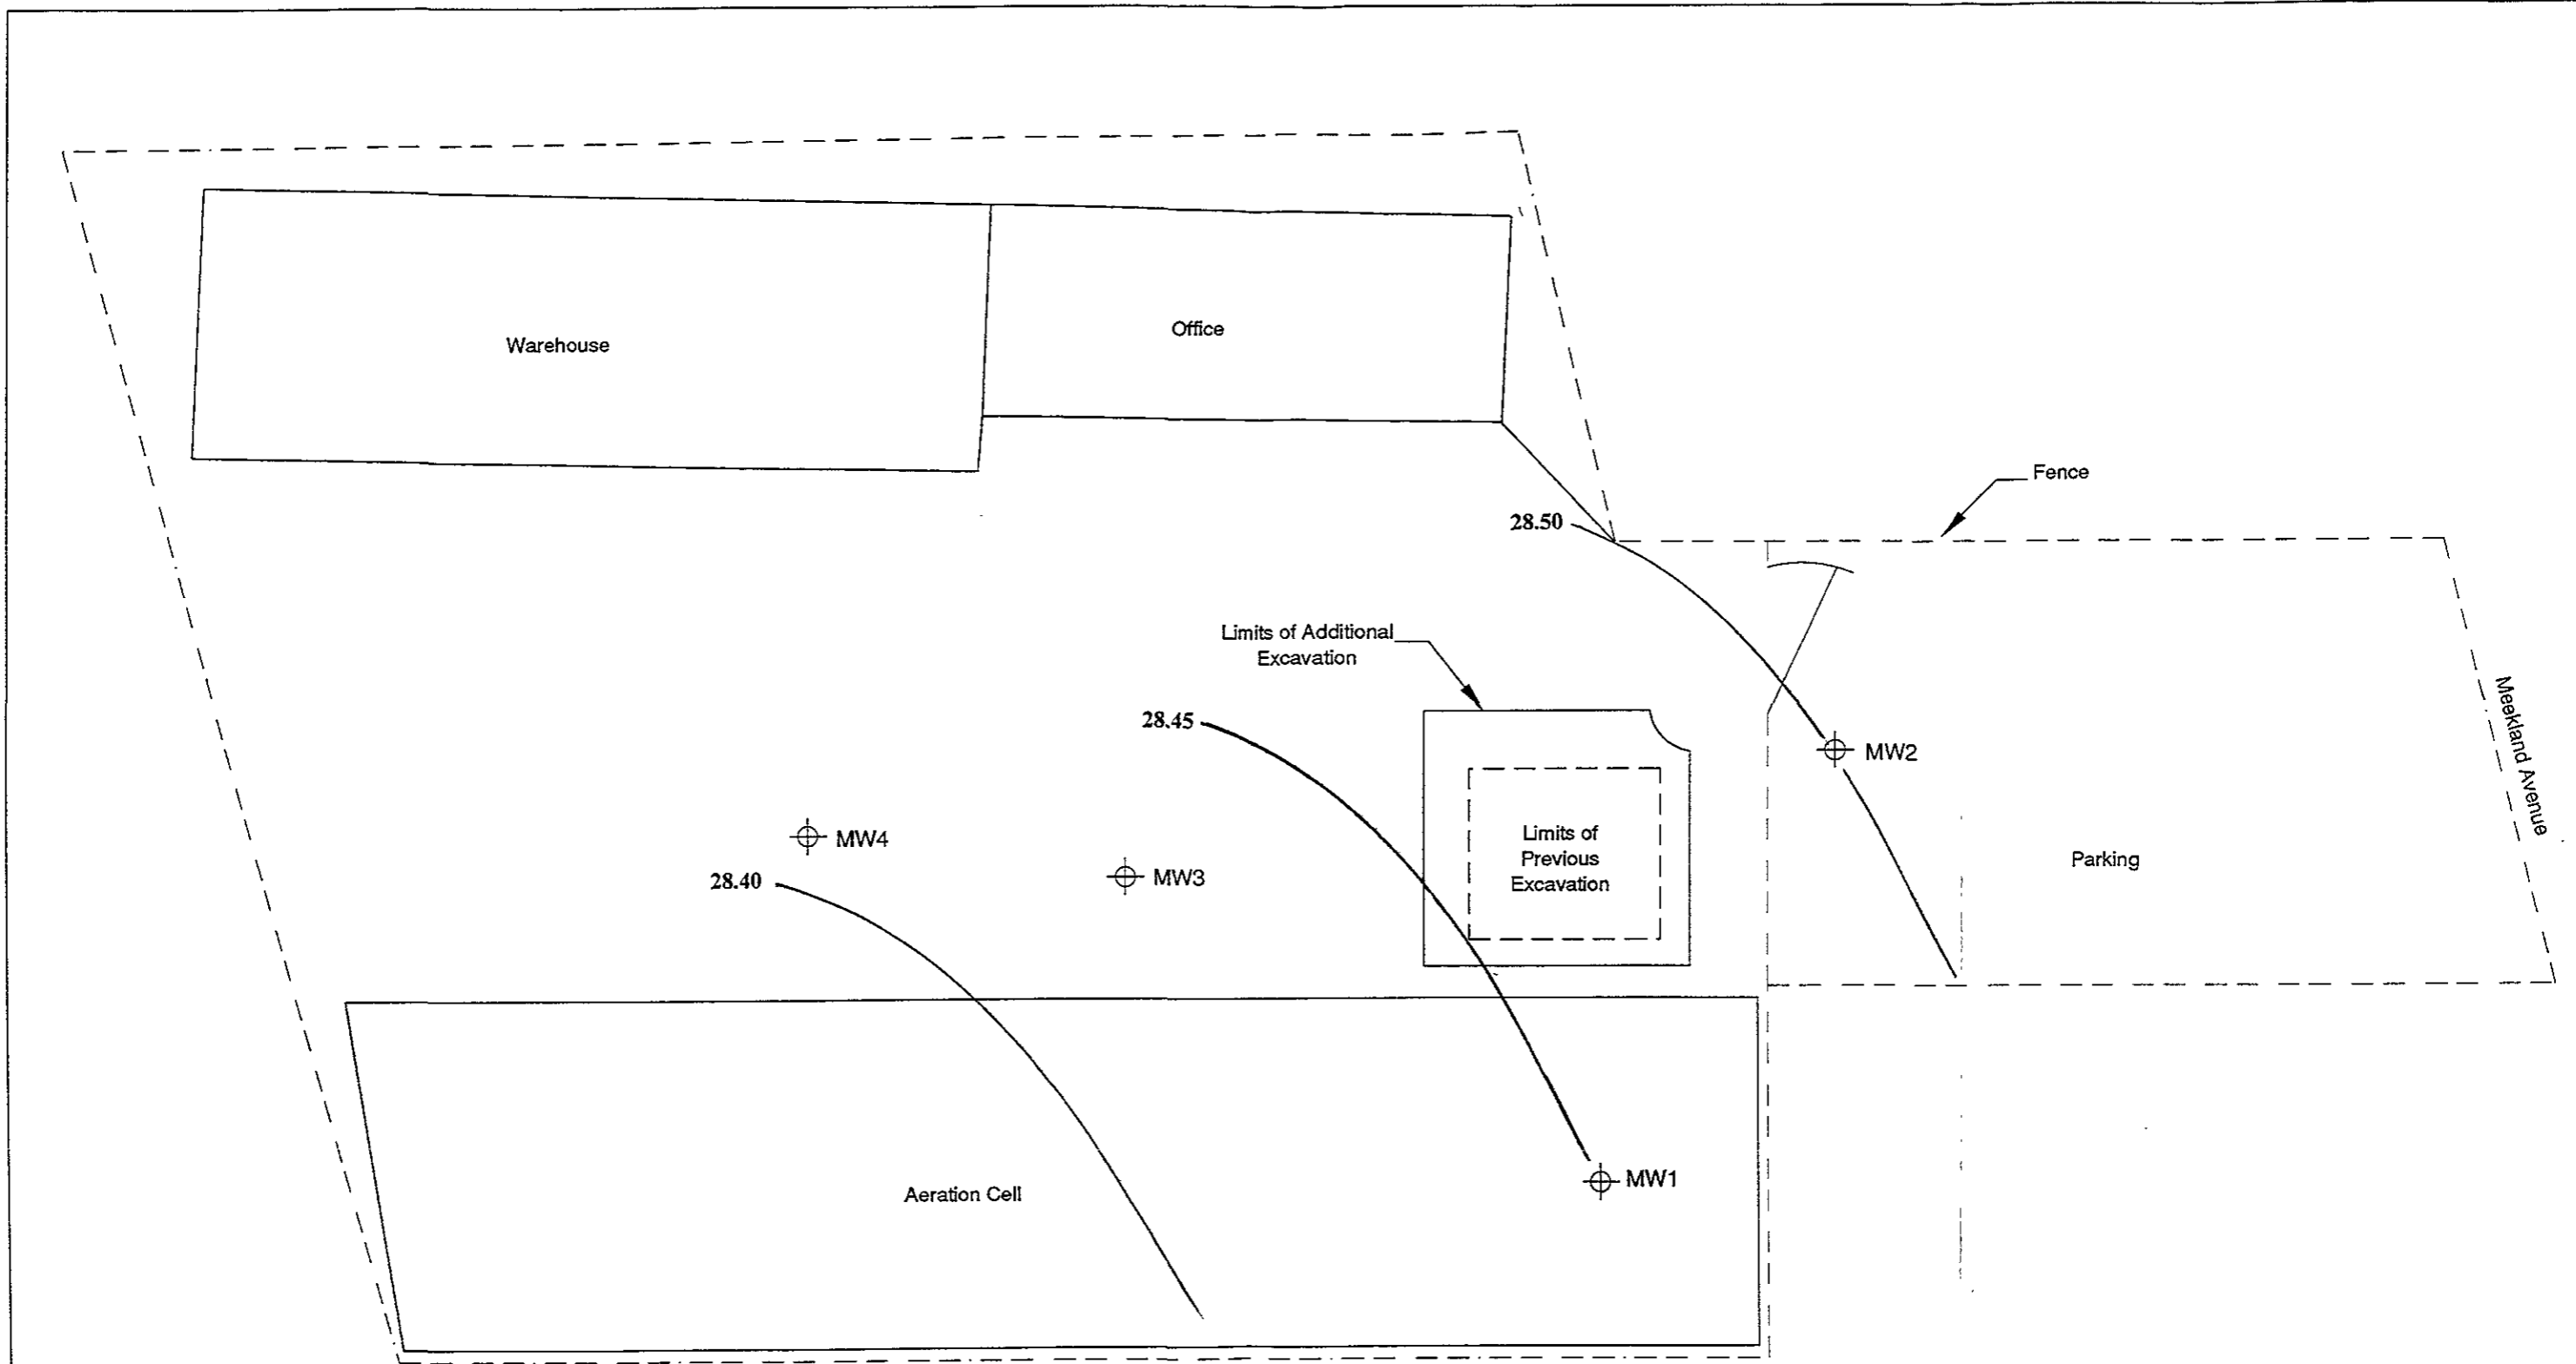 Warehouse
Office
Fence
28.50
Limits of Additional
Excavation
28.45
Meekland Avenue
MW2
MW4
Limits of
Previous
Excavation
Parking
MW3
28.40
MW1
Aeration Cell